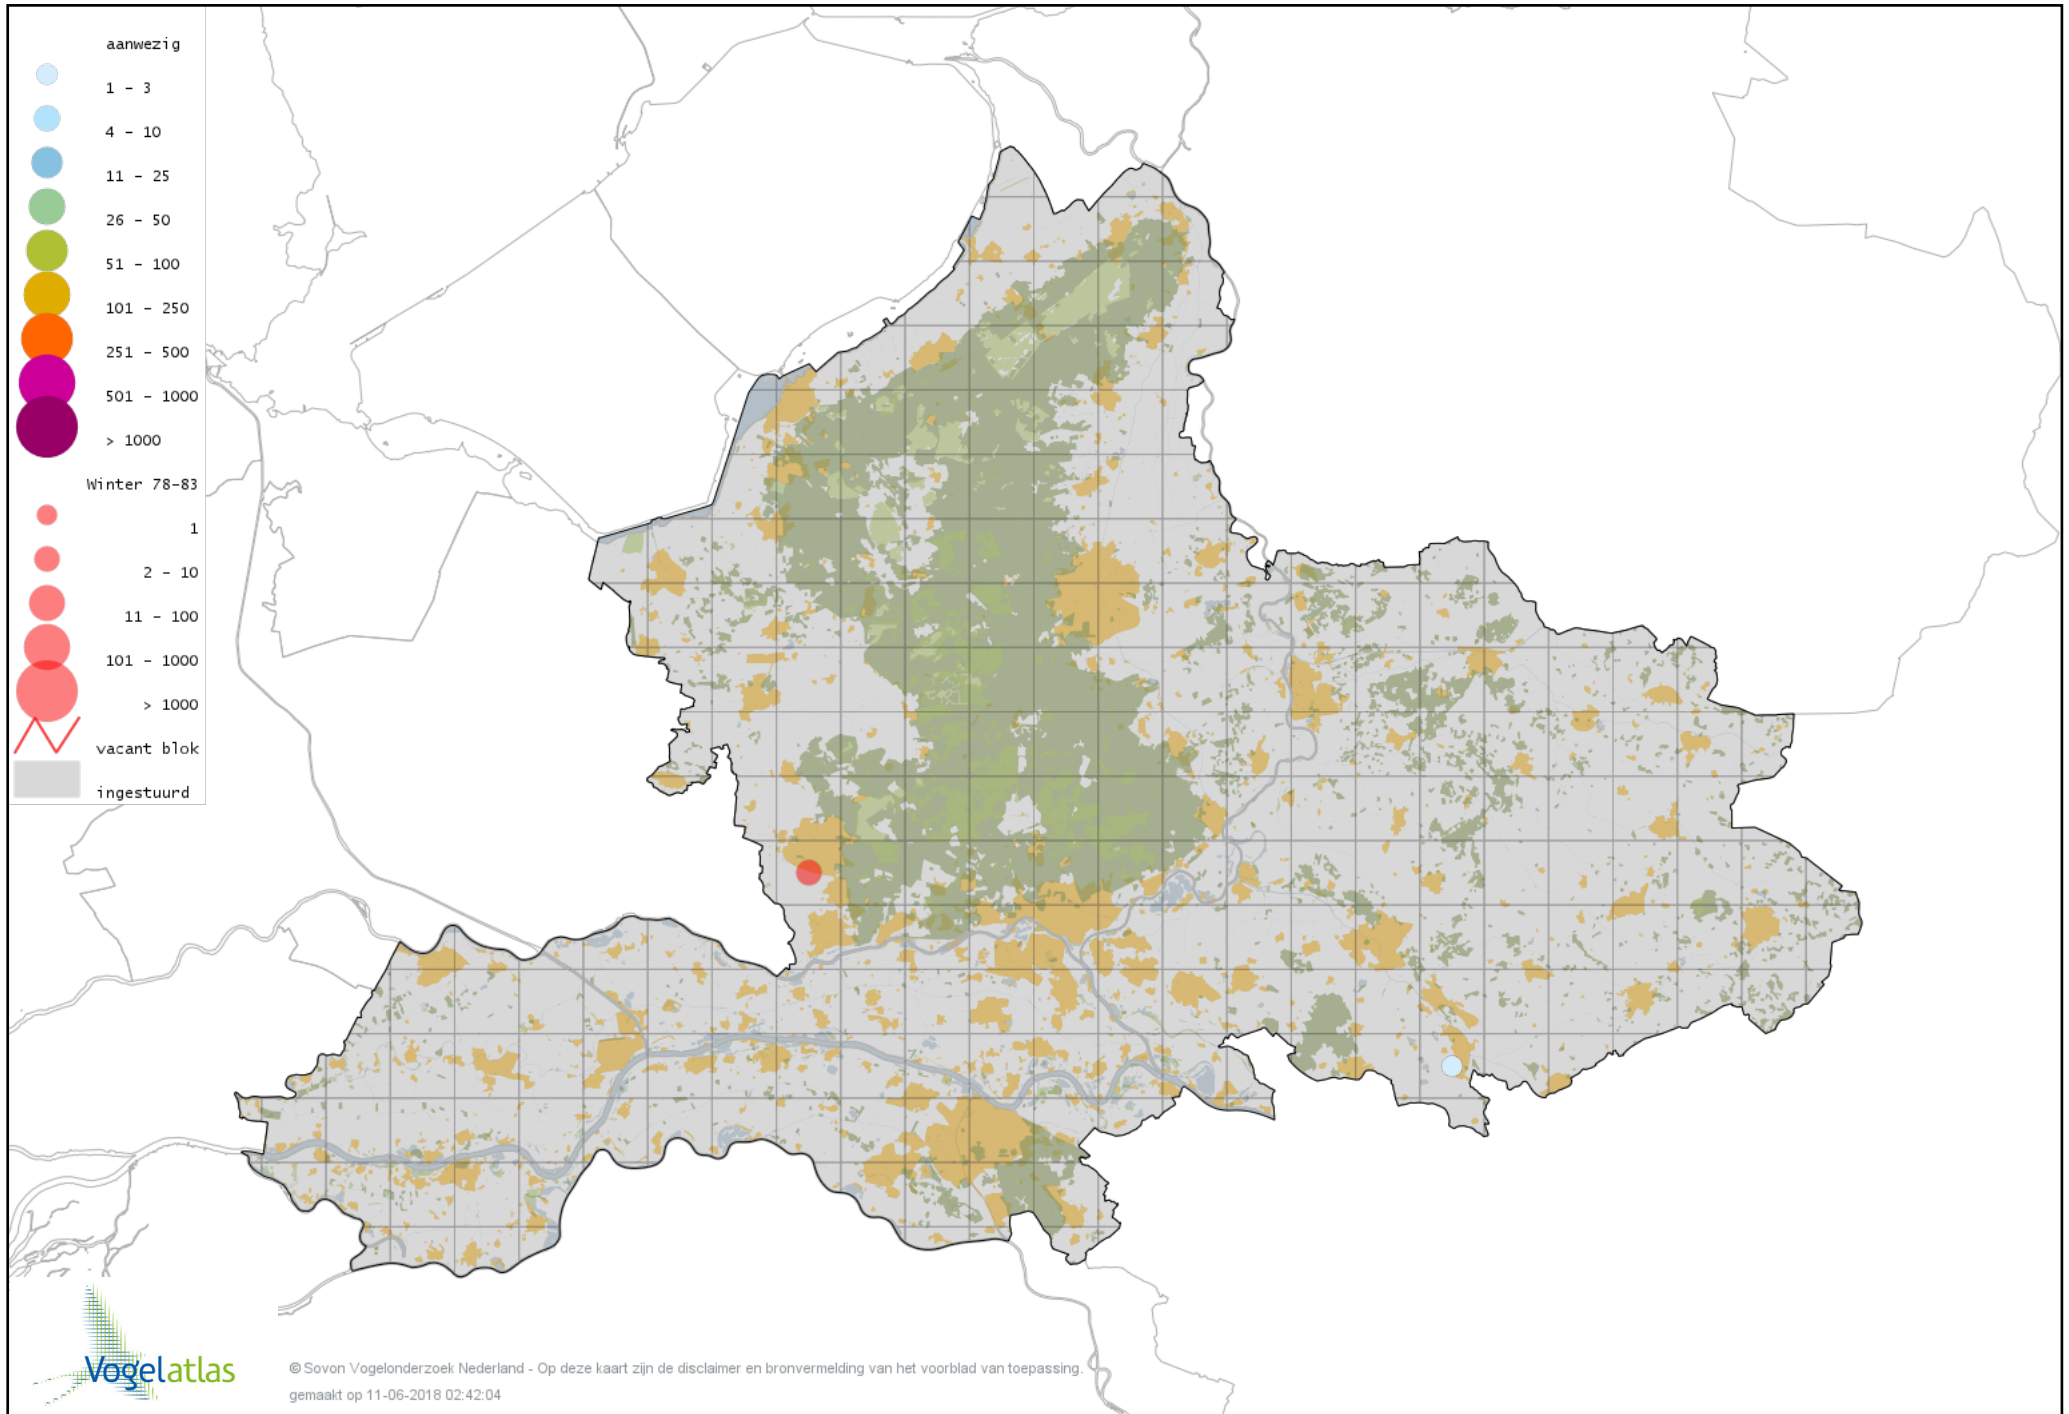 aanwezig
1 - 3
4 - 10
11 - 25
26 - 50
51 - 100
101 - 250
251 - 500
501 - 1000
> 1000
Winter 78-83
1
2 - 10
11 - 100
101 - 1000
> 1000
vacant blok
ingestuurd
Vogelatlas
© Sovon Vogelonderzoek Nederland - Op deze kaart zijn de disclaimer en bronvermelding van het voorblad van toepassing.
gemaakt op 11-06-2018 02:42:04